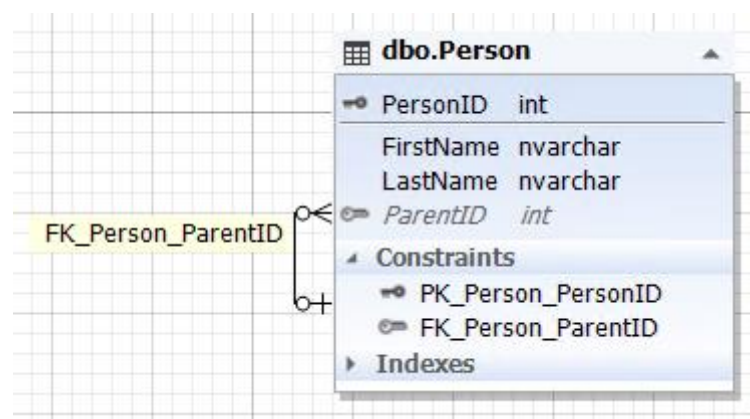 dbo.Person
PersonID int
FirstName nvarchar
LastName nvarchar
FK_Person_ParentID
ParentID int
Constraints
PK_Person_PersonID
FK_Person_ParentID
Indexes